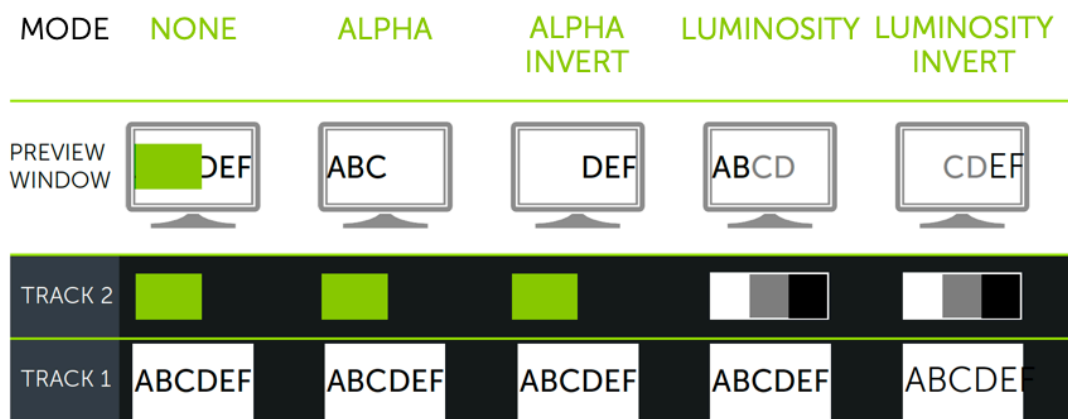 MODE NONE ALPHA ALPHA INVERT LUMINOSITY LUMINOSITY INVERT
PREVIEW WINDOW DEF ABC DEF ABCD CDEF
TRACK 2
TRACK 1 ABCDEF ABCDEF ABCDEF ABCDEF ABCDEF